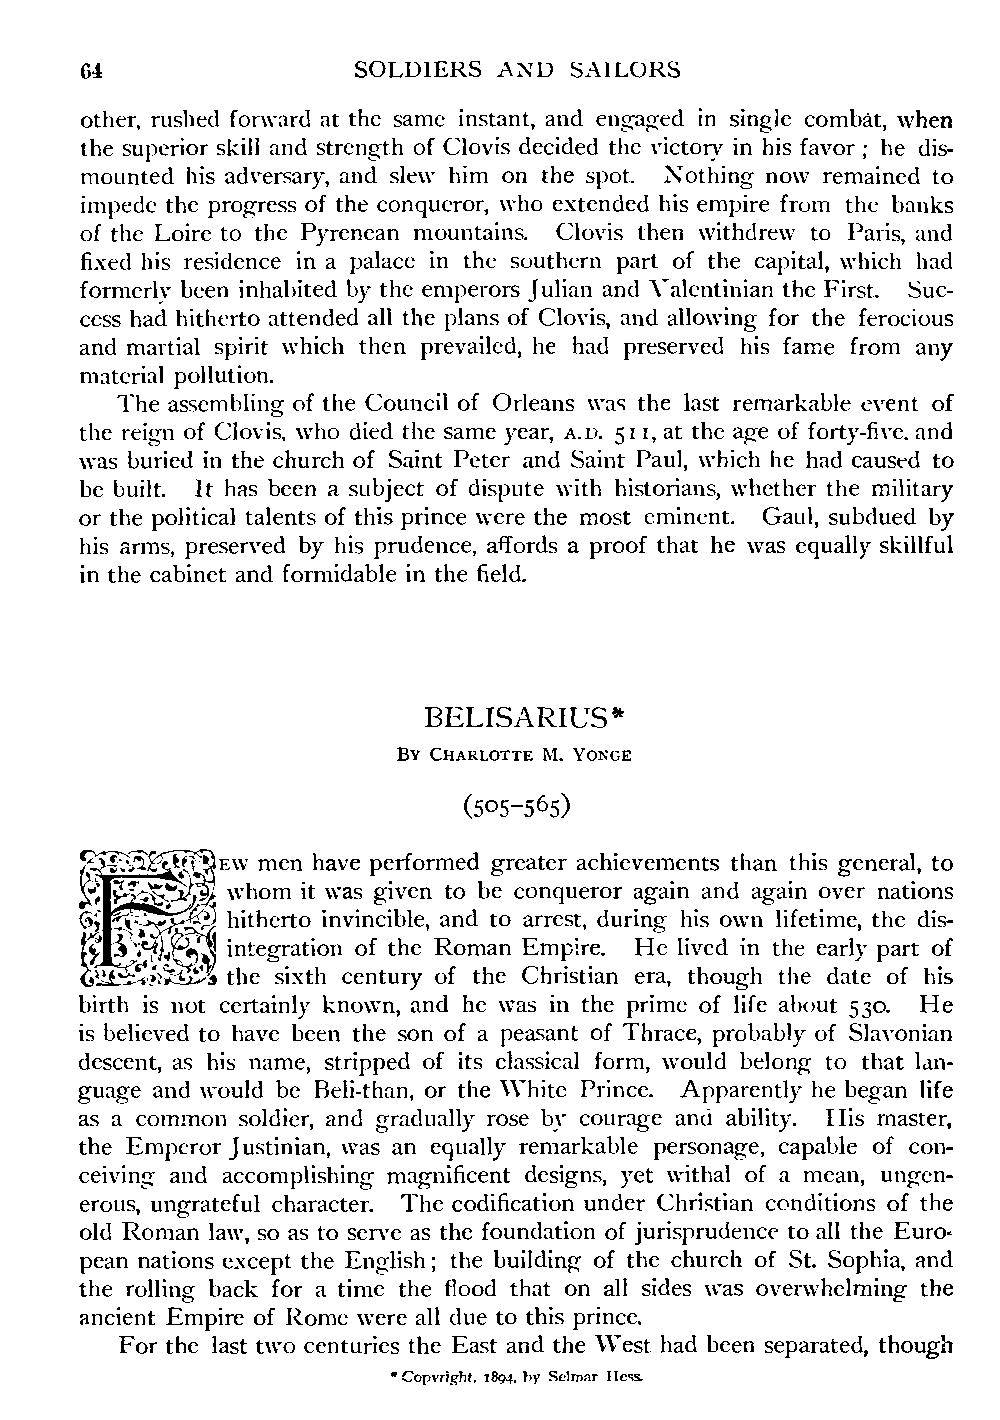 64 SOLDIERS AND SAILORS
other, rushed forward at the same instant, and engaged in single combat, when
the superior skill and strength of Clovis decided the victory in his favor ; he dis-
mounted his adversary, and slew him on the spot. Nothing now remained to
impede the progress of the conqueror, who extended his empire from the banks
of the Loire to the Pyrenean mountains. Clovis then withdrew to Paris, and
fixed his residence in a palace in the southern part of the capital, which had
formerly been inhabited by the emperors Julian and Valentinian the First. Suc-
cess had hitherto attended all the plans of Clovis, and allowing for the ferocious
and martial spirit which then prevailed, he had preserved his fame from any
material pollution.
The assembling of the Council of Orleans was the last remarkable event of
the reign of Clovis, who died the same year, A.D. 511, at the age of forty-five, and
was buried in the church of Saint Peter and Saint Paul, which he had caused to
be built. It has been a subject of dispute with historians, whether the military
or the political talents of this prince were the most eminent. Gaul, subdued by
his arms, preserved by his prudence, affords a proof that he was equally skillful
in the cabinet and formidable in the field.
BELISARIUS*
BY CHARLOTTE M. YONGE
(505-565)
FEW men have performed greater achievements than this general, to
whom it was given to be conqueror again and again over nations
hitherto invincible, and to arrest, during his own lifetime, the dis-
integration of the Roman Empire. He lived in the early part of
the sixth century of the Christian era, though the date of his
birth is not certainly known, and he was in the prime of life about 530. He
is believed to have been the son of a peasant of Thrace, probably of Slavonian
descent, as his name, stripped of its classical form, would belong to that lan-
guage and would be Beli-than, or the White Prince. Apparently he began life
as a common soldier, and gradually rose by courage and ability. His master,
the Emperor Justinian, was an equally remarkable personage, capable of con-
ceiving and accomplishing magnificent designs, yet withal of a mean, ungen-
erous, ungrateful character. The codification under Christian conditions of the
old Roman law, so as to serve as the foundation of jurisprudence to all the Euro-
pean nations except the English ; the building of the church of St. Sophia, and
the rolling back for a time the flood that on all sides was overwhelming the
ancient Empire of Rome were all due to this prince.
For the last two centuries the East and the West had been separated, though
* Copyright, 1894, by Selmar Hess.